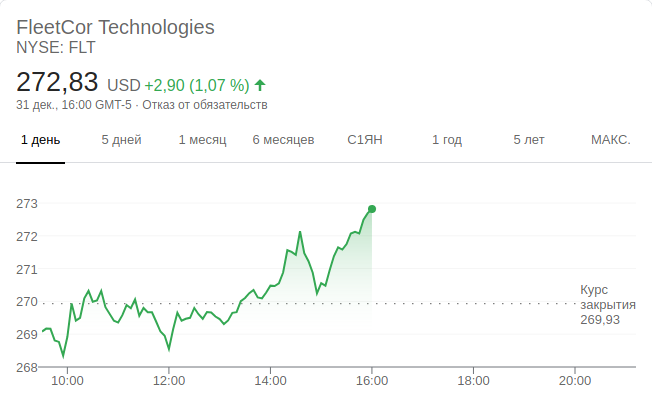 FleetCor Technologies
NYSE: FLT
272,83 USD +2,90 (1,07 %)
31 дек., 16:00 GMT-5 · Отказ от обязательств
1 день 5 дней 1 месяц 6 месяцев С1ЯН 1 год 5 лет МАКС.
273
272
271
270
269
268
Курс
закрытия
269,93
10:00 12:00 14:00 16:00 18:00 20:00